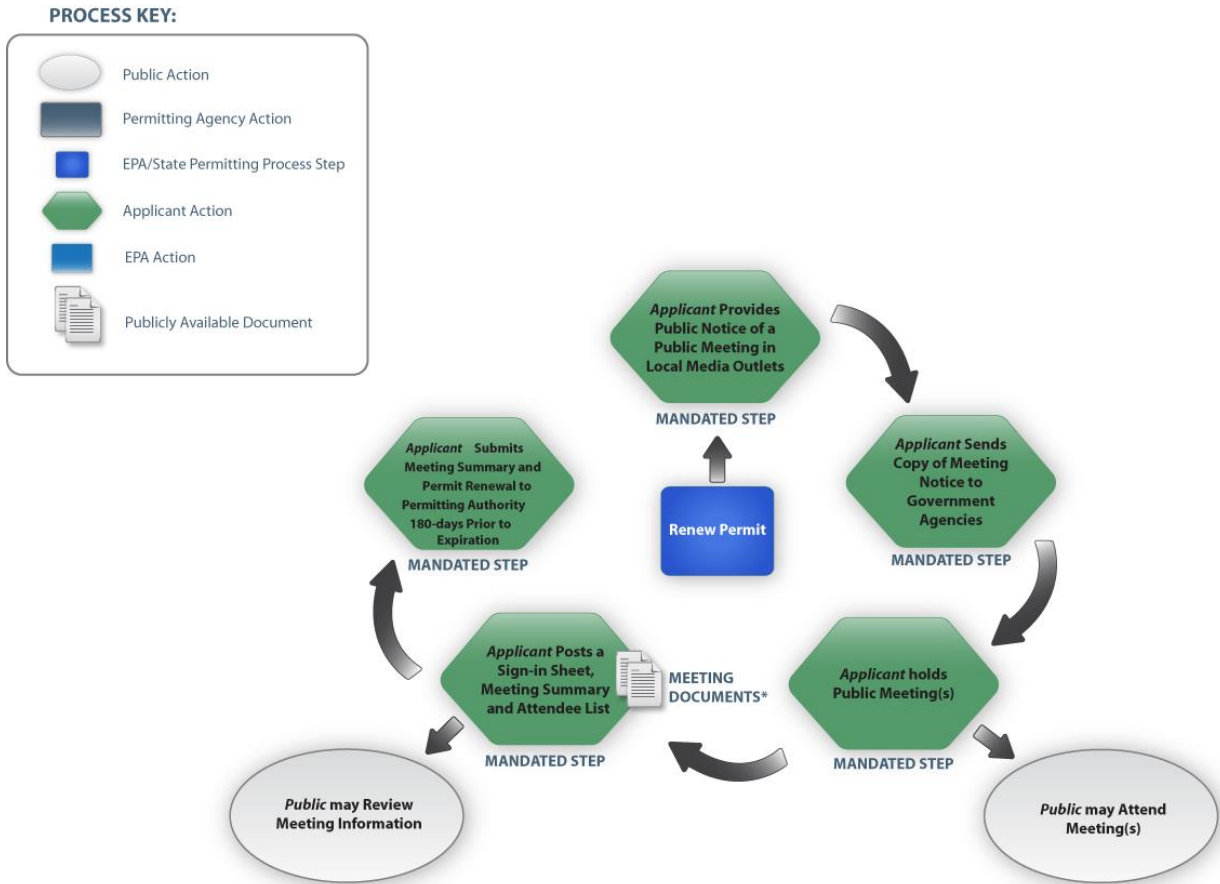 PROCESS KEY:
Public Action
Permitting Agency Action
EPA/State Permitting Process Step
Applicant Action
EPA Action
Publicly Available Document
Renew Permit
Applicant Provides
Public Notice of a
Public Meeting in
Local Media Outlets
MANDATED STEP
Applicant Sends
Copy of Meeting
Notice to
Government
Agencies
MANDATED STEP
Applicant holds
Public Meeting(s)
MANDATED STEP
Public may Attend
Meeting(s)
Applicant Posts a
Sign-in Sheet,
Meeting Summary
and Attendee List
MANDATED STEP
MEETING
DOCUMENTS*
Public may Review
Meeting Information
Applicant Submits
Meeting Summary and
Permit Renewal to
Permitting Authority
180-days Prior to
Expiration
MANDATED STEP